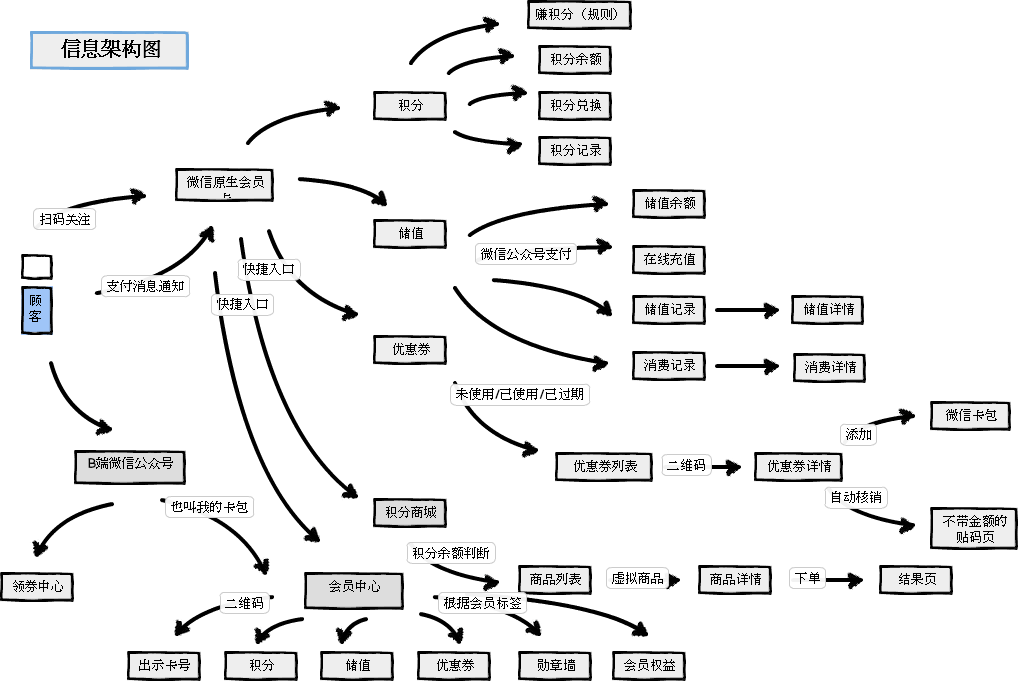 信息架构图
赚积分（规则）
积分余额
积分
积分兑换
积分记录
微信原生会员
扫码关注
储值
储值余额
微信公众号支付
在线充值
快捷入口
支付消息通知
快捷入口
顾
客
储值记录
储值详情
优惠券
消费记录
消费详情
未使用/已使用/已过期
微信卡包
添加
B端微信公众号
优惠券列表
二维码
优惠券详情
自动核销
也叫我的卡包
积分商城
不带金额的
贴码页
积分余额判断
领券中心
会员中心
商品列表
虚拟商品
商品详情
下单
结果页
二维码
根据会员标签
出示卡号
积分
储值
优惠券
勋章墙
会员权益